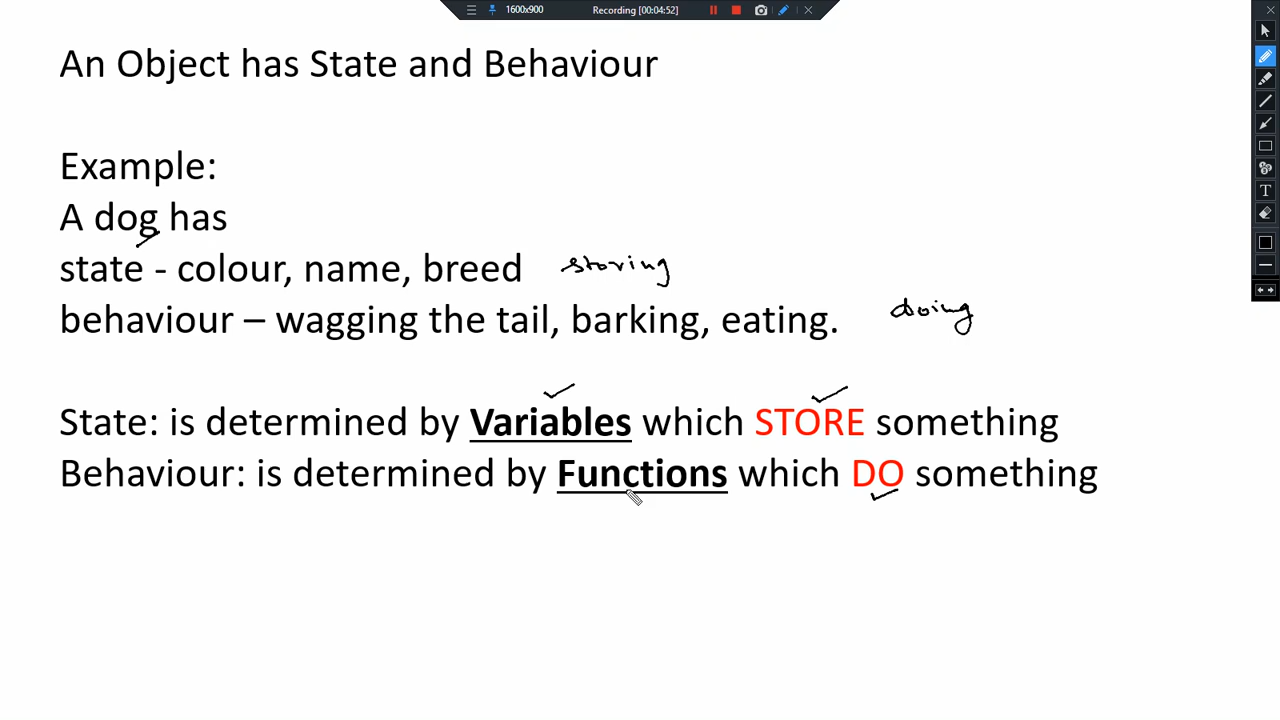 1600x900 Recording [00:04:52]
An Object has State and Behaviour
Example:
A dog has
state - colour, name, breed storing
behaviour – wagging the tail, barking, eating. doing
State: is determined by Variables which STORE something
Behaviour: is determined by Functions which DO something
T